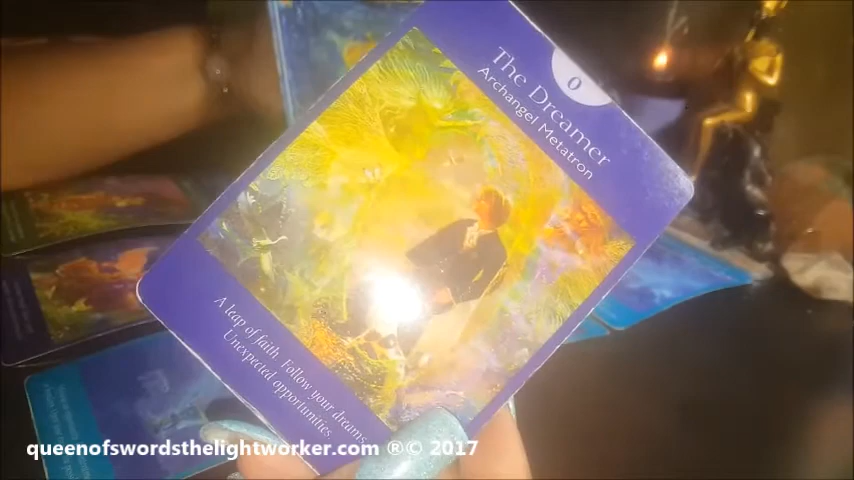 0
The Dreamer
Archangel Metatron
A leap of faith. Follow your dreams.
Unexpected opportunities.
queenofswordsthelightworker.com ®© 2017